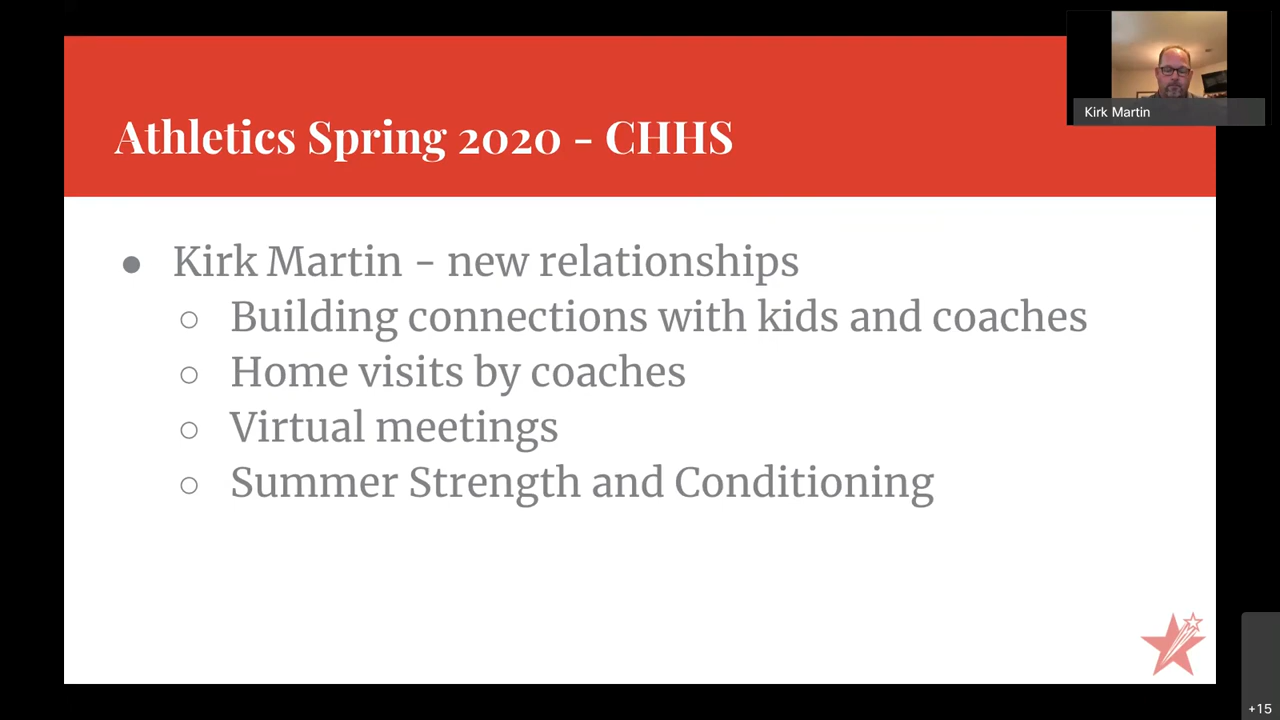 Kirk Martin
Athletics Spring 2020 - CHHS
● Kirk Martin - new relationships
○ Building connections with kids and coaches
○ Home visits by coaches
○ Virtual meetings
○ Summer Strength and Conditioning
+15